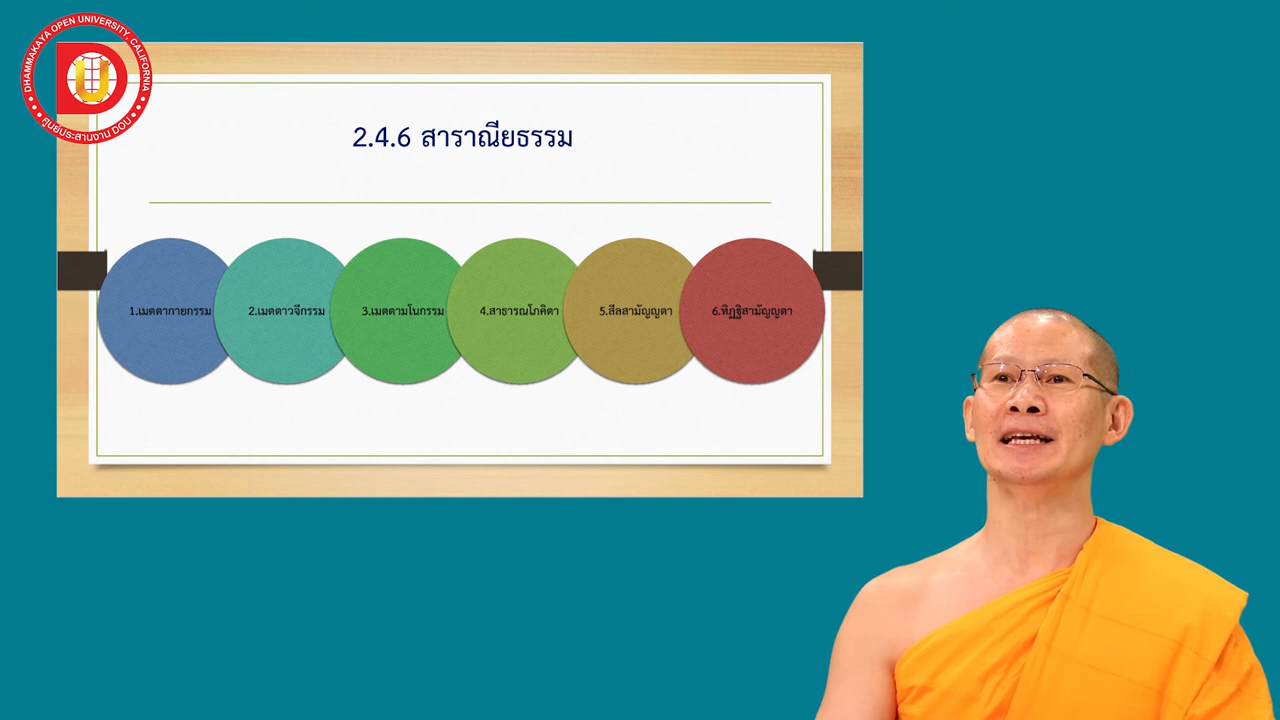 DHAMMAKAYA OPEN UNIVERSITY, CALIFORNIA
DU
ศูนย์ประสานงาน DOU
2.4.6 สาราณียธรรม
1.เมตตากายกรรม
2.เมตตาวจีกรรม
3.เมตตามโนกรรม
4.สาธารณโภคิตา
5.สีลสามัญญตา
6.ทิฏฐิสามัญญตา